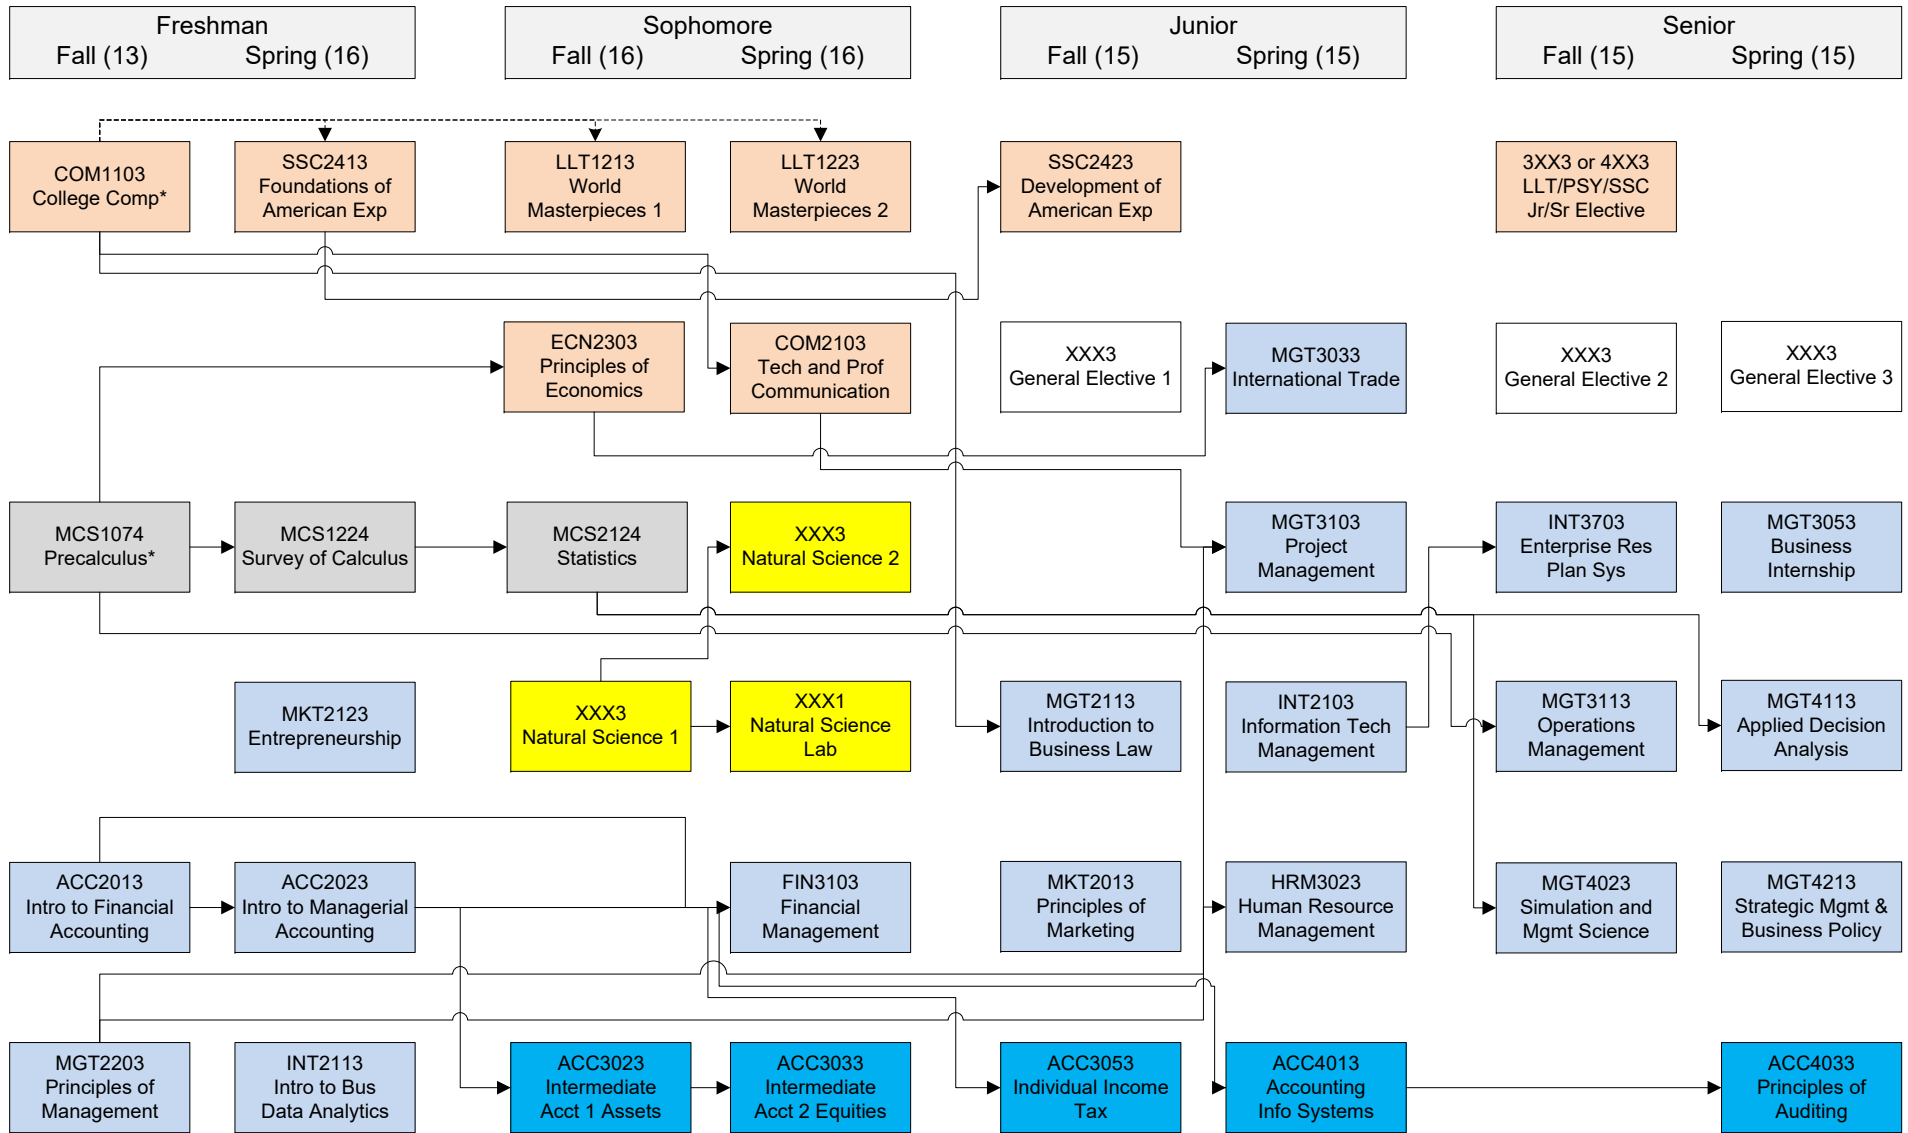 Freshman
Fall (13) Spring (16)
Sophomore
Fall (16) Spring (16)
Junior
Fall (15) Spring (15)
Senior
Fall (15) Spring (15)
COM1103
College Comp*
SSC2413
Foundations of
American Exp
LLT1213
World
Masterpieces 1
LLT1223
World
Masterpieces 2
SSC2423
Development of
American Exp
3XX3 or 4XX3
LLT/PSY/SSC
Jr/Sr Elective
ECN2303
Principles of
Economics
COM2103
Tech and Prof
Communication
XXX3
General Elective 1
MGT3033
International Trade
XXX3
General Elective 2
XXX3
General Elective 3
MCS1074
Precalculus*
MCS1224
Survey of Calculus
MCS2124
Statistics
XXX3
Natural Science 2
MGT3103
Project
Management
INT3703
Enterprise Res
Plan Sys
MGT3053
Business
Internship
MKT2123
Entrepreneurship
XXX3
Natural Science 1
XXX1
Natural Science
Lab
MGT2113
Introduction to
Business Law
INT2103
Information Tech
Management
MGT3113
Operations
Management
MGT4113
Applied Decision
Analysis
ACC2013
Intro to Financial
Accounting
ACC2023
Intro to Managerial
Accounting
FIN3103
Financial
Management
MKT2013
Principles of
Marketing
HRM3023
Human Resource
Management
MGT4023
Simulation and
Mgmt Science
MGT4213
Strategic Mgmt &
Business Policy
MGT2203
Principles of
Management
INT2113
Intro to Bus
Data Analytics
ACC3023
Intermediate
Acct 1 Assets
ACC3033
Intermediate
Acct 2 Equities
ACC3053
Individual Income
Tax
ACC4013
Accounting
Info Systems
ACC4033
Principles of
Auditing